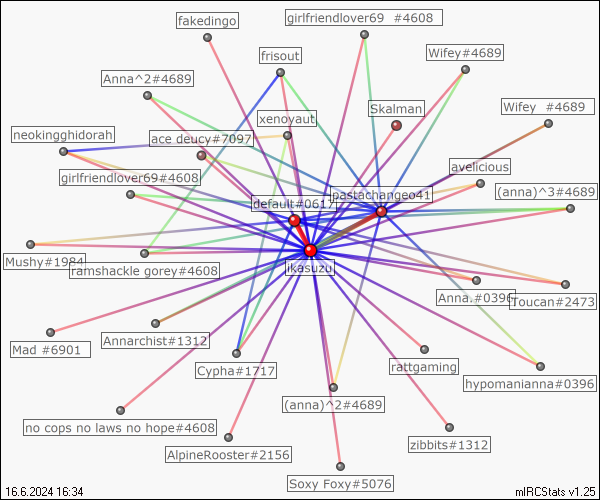 fakedingo
girlfriendlover69 #4608
frisout
Wifey#4689
Anna^2#4689
Skalman
Wifey #4689
xenoyaut
neokingghidorah
ace deucy#7097
avelicious
girlfriendlover69#4608
pastachangeo41
(anna)^3#4689
default#0617
Mushy#1984
ramshackle gorey#4608
ikasuzu
Anna.#0396
Toucan#2473
Mad #6901
Annarchist#1312
Cypha#1717
rattgaming
hypomanianna#0396
(anna)^2#4689
no cops no laws no hope#4608
zibbits#1312
AlpineRooster#2156
Soxy Foxy#5076
16.6.2024 16:34
mIRCStats v1.25